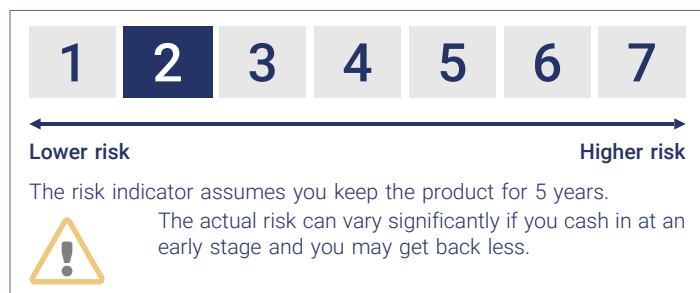 1 2 3 4 5 6 7
Lower risk Higher risk
The risk indicator assumes you keep the product for 5 years.
The actual risk can vary significantly if you cash in at an
early stage and you may get back less.